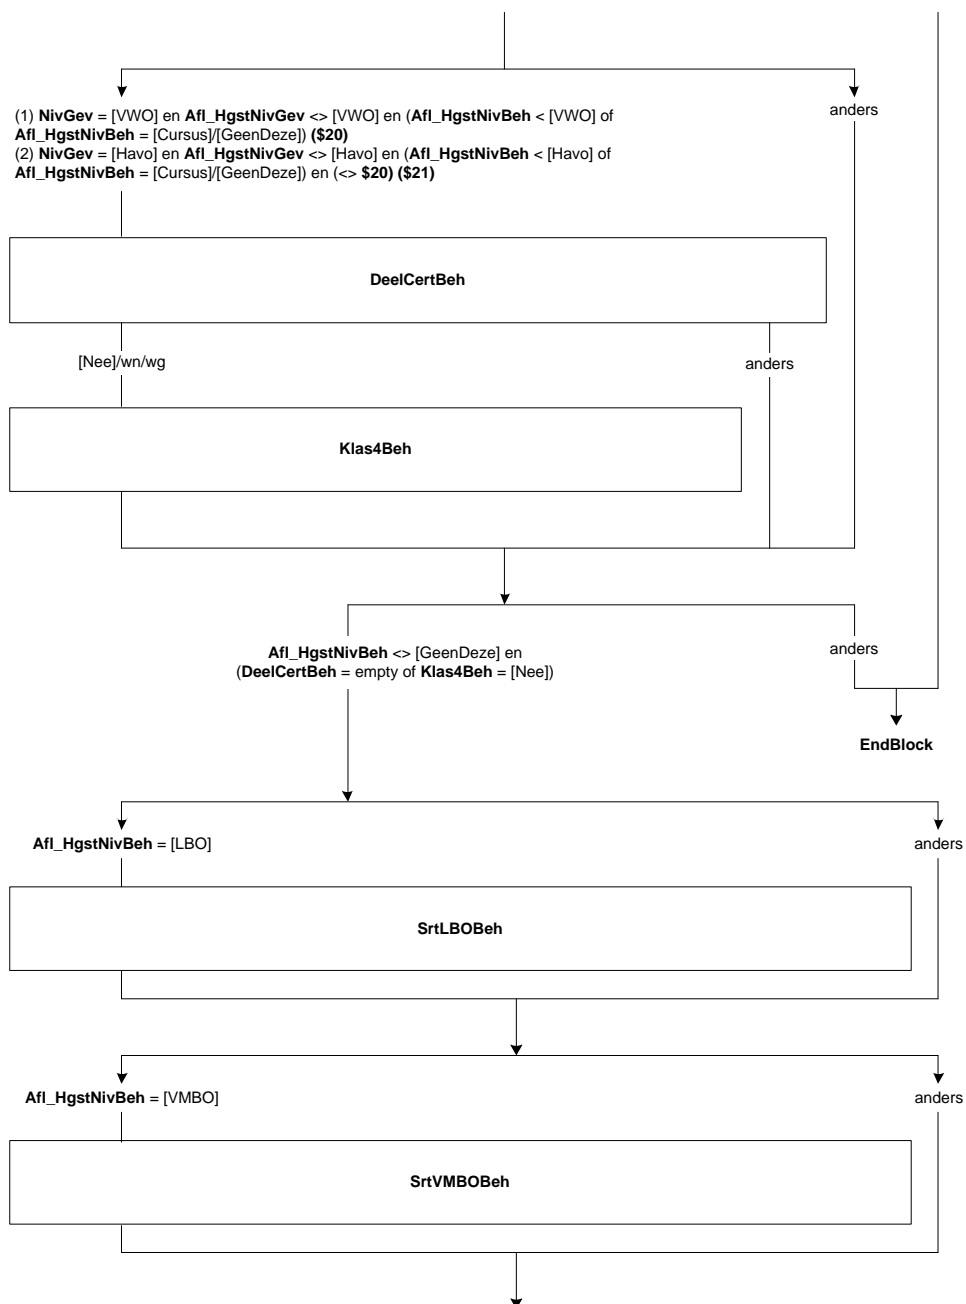 (1) NivGev = [VWO] en Afl_HgstNivGev <> [VWO] en (Afl_HgstNivBeh < [VWO] of
Afl_HgstNivBeh = [Cursus]/[GeenDeze]) ($20)
(2) NivGev = [Havo] en Afl_HgstNivGev <> [Havo] en (Afl_HgstNivBeh < [Havo] of
Afl_HgstNivBeh = [Cursus]/[GeenDeze]) en (<> $20) ($21)
anders
DeelCertBeh
[Nee]/wn/wg
anders
Klas4Beh
Afl_HgstNivBeh <> [GeenDeze] en
(DeelCertBeh = empty of Klas4Beh = [Nee])
anders
EndBlock
Afl_HgstNivBeh = [LBO]
anders
SrtLBOBeh
Afl_HgstNivBeh = [VMBO]
anders
SrtVMBOBeh